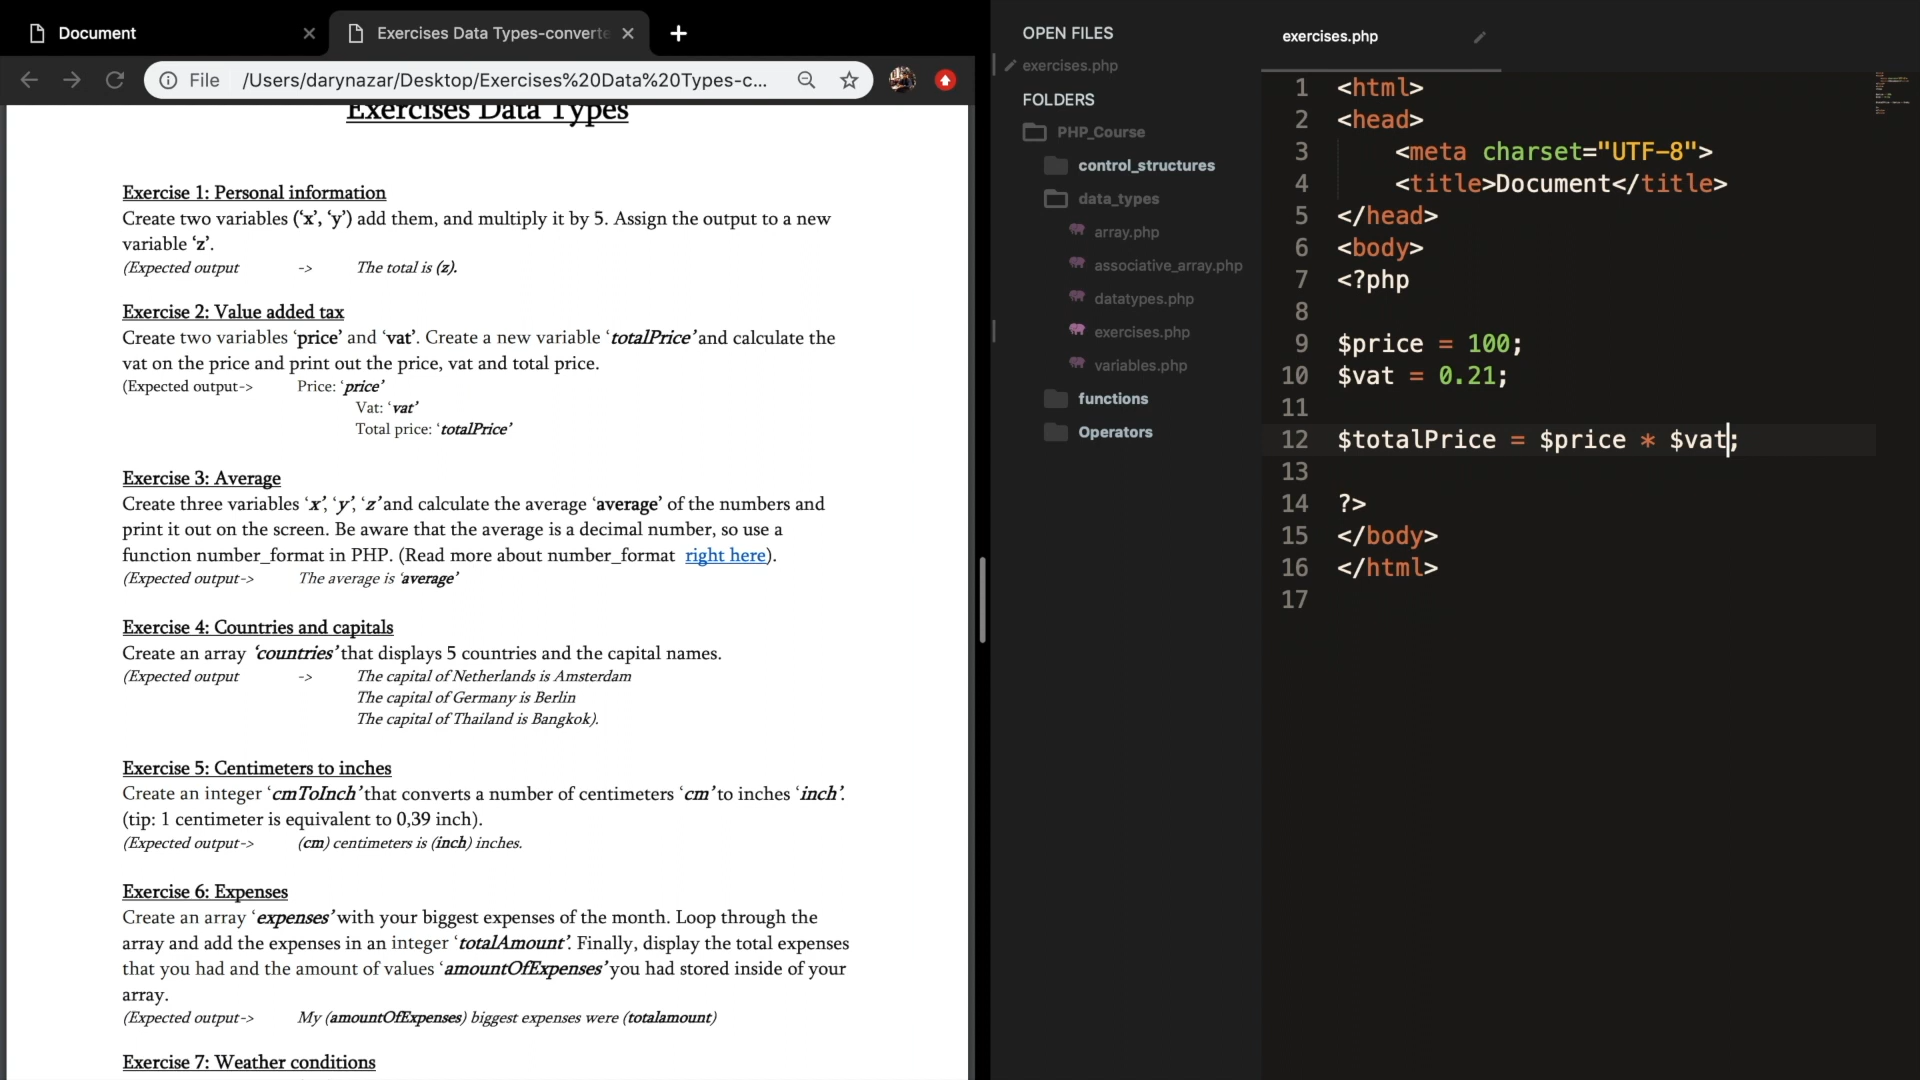 Document
Exercises Data Types-converte
File /Users/darynazar/Desktop/Exercises%20Data%20Types-c...
Exercises Data Types
Exercise 1: Personal information
Create two variables (‘x’, ‘y’) add them, and multiply it by 5. Assign the output to a new
variable ‘z’.
(Expected output -> The total is (z).
Exercise 2: Value added tax
Create two variables ‘price’ and ‘vat’. Create a new variable ‘totalPrice’ and calculate the
vat on the price and print out the price, vat and total price.
(Expected output-> Price: ‘price’
Vat: ‘vat’
Total price: ‘totalPrice’
Exercise 3: Average
Create three variables ‘x’, ‘y’, ‘z’ and calculate the average ‘average’ of the numbers and
print it out on the screen. Be aware that the average is a decimal number, so use a
function number_format in PHP. (Read more about number_format right here).
(Expected output-> The average is ‘average’
Exercise 4: Countries and capitals
Create an array ‘countries’ that displays 5 countries and the capital names.
(Expected output -> The capital of Netherlands is Amsterdam
The capital of Germany is Berlin
The capital of Thailand is Bangkok).
Exercise 5: Centimeters to inches
Create an integer ‘cmToInch’ that converts a number of centimeters ‘cm’ to inches ‘inch’.
(tip: 1 centimeter is equivalent to 0,39 inch).
(Expected output-> (cm) centimeters is (inch) inches.
Exercise 6: Expenses
Create an array ‘expenses’ with your biggest expenses of the month. Loop through the
array and add the expenses in an integer ‘totalAmount’. Finally, display the total expenses
that you had and the amount of values ‘amountOfExpenses’ you had stored inside of your
array.
(Expected output-> My (amountOfExpenses) biggest expenses were (totalamount)
Exercise 7: Weather conditions
OPEN FILES
exercises.php
FOLDERS
PHP_Course
control_structures
data_types
array.php
associative_array.php
datatypes.php
exercises.php
variables.php
functions
Operators
exercises.php
1 <html>
2 <head>
3 <meta charset="UTF-8">
4 <title>Document</title>
5 </head>
6 <body>
7 <?php
8
9 $price = 100;
10 $vat = 0.21;
11
12 $totalPrice = $price * $vat;
13
14 ?>
15 </body>
16 </html>
17